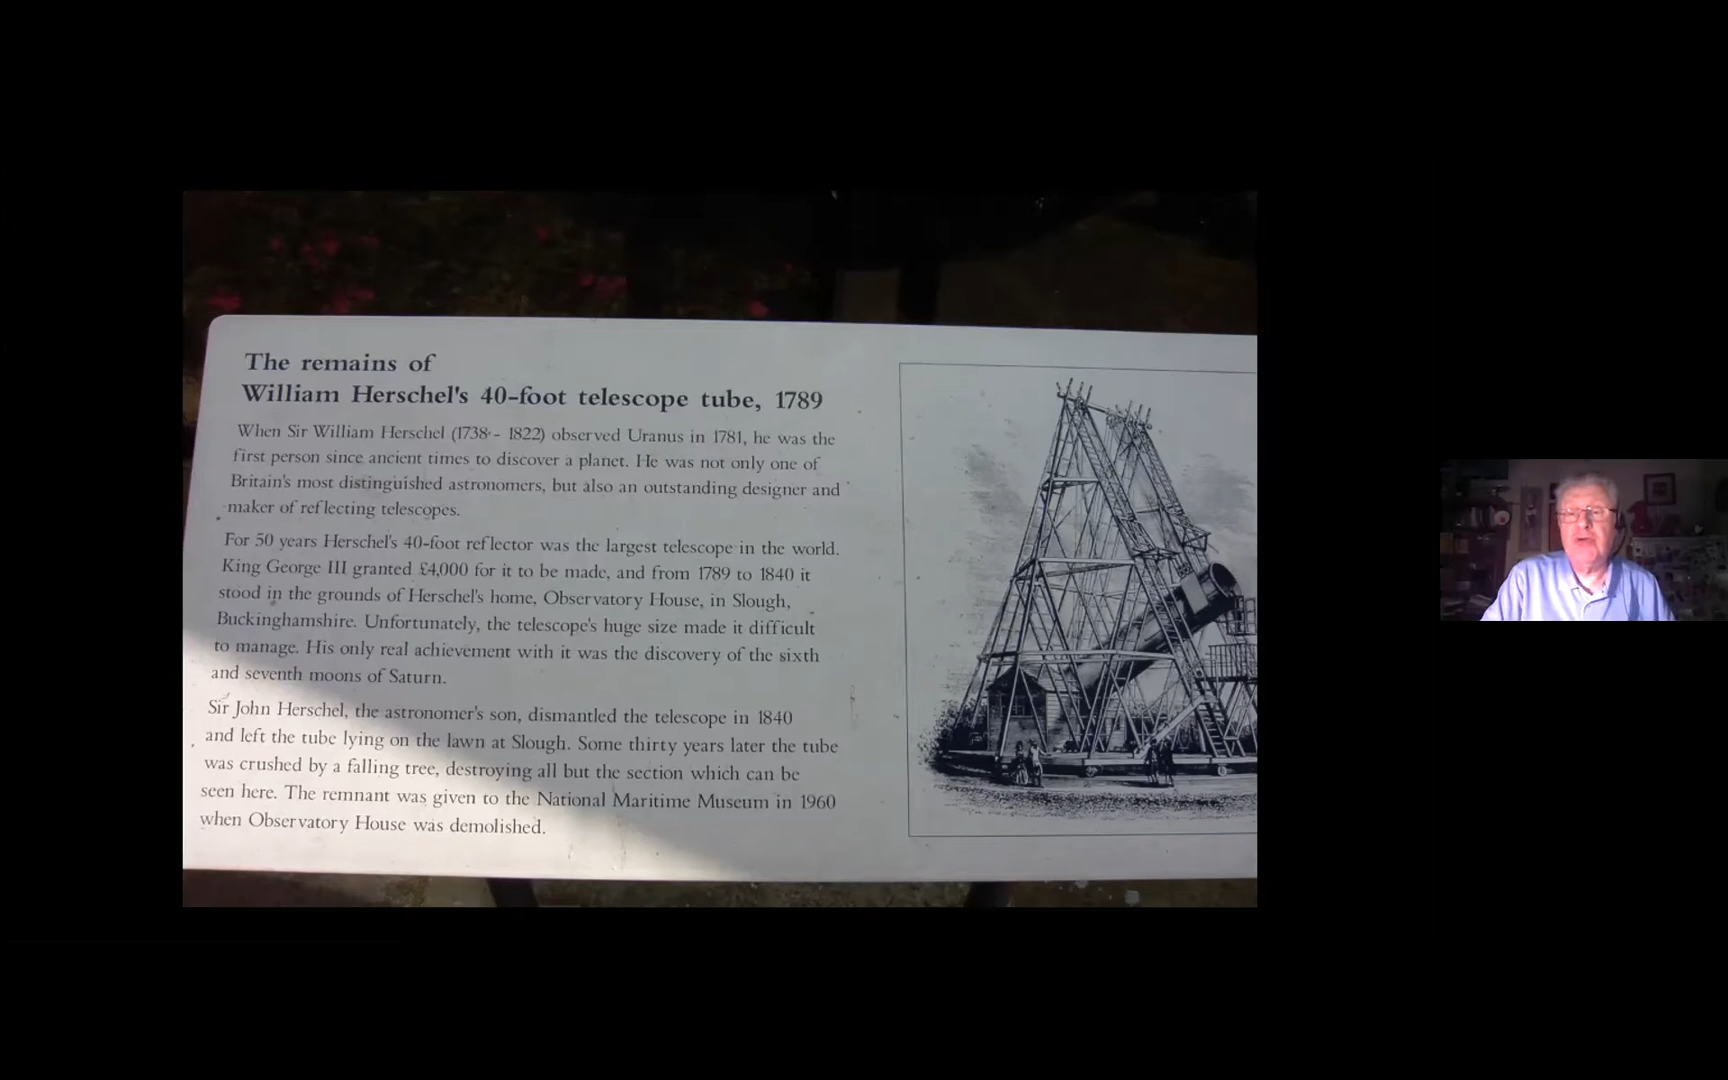 The remains of
William Herschel's 40-foot telescope tube, 1789
When Sir William Herschel (1738 - 1822) observed Uranus in 1781, he was the
first person since ancient times to discover a planet. He was not only one of
Britain's most distinguished astronomers, but also an outstanding designer and
maker of reflecting telescopes.
For 50 years Herschel's 40-foot reflector was the largest telescope in the world.
King George III granted £4,000 for it to be made, and from 1789 to 1840 it
stood in the grounds of Herschel's home, Observatory House, in Slough,
Buckinghamshire. Unfortunately, the telescope's huge size made it difficult
to manage. His only real achievement with it was the discovery of the sixth
and seventh moons of Saturn.
Sir John Herschel, the astronomer's son, dismantled the telescope in 1840
and left the tube lying on the lawn at Slough. Some thirty years later the tube
was crushed by a falling tree, destroying all but the section which can be
seen here. The remnant was given to the National Maritime Museum in 1960
when Observatory House was demolished.